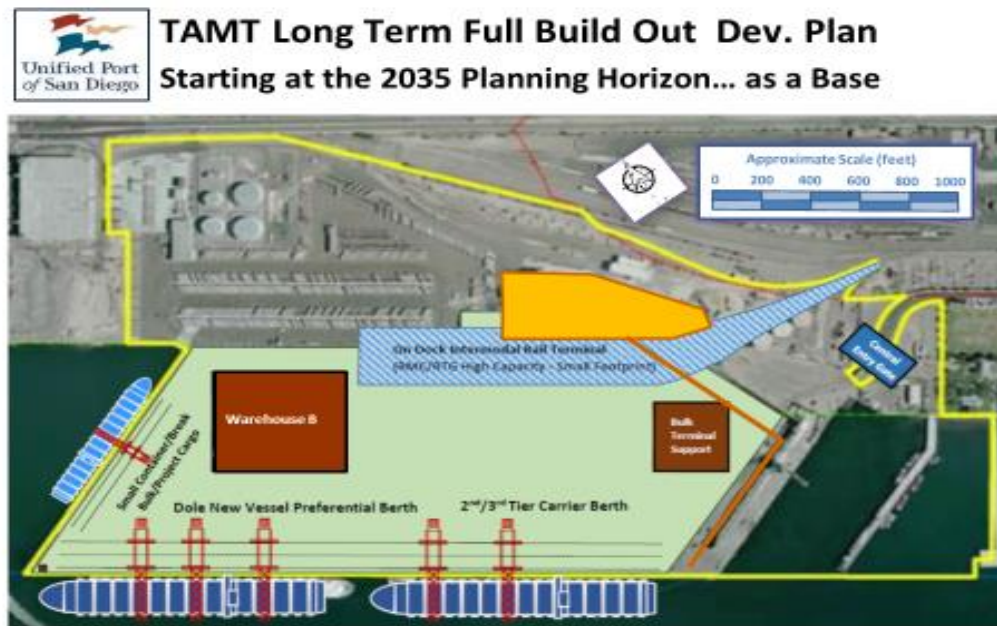 Unified Port
of San Diego
TAMT Long Term Full Build Out Dev. Plan
Starting at the 2035 Planning Horizon... as a Base
Approximate Scale (feet)
0 200 400 600 800 1000
On Dock Intermodal Rail Terminal
(RMG/RTG High Capacity - Small Footprint)
Central
Entry Gate
Warehouse B
Bulk
Terminal
Support
Small Container/Break
Bulk/Project Cargo
Dole New Vessel Preferential Berth
2nd/3rd Tier Carrier Berth